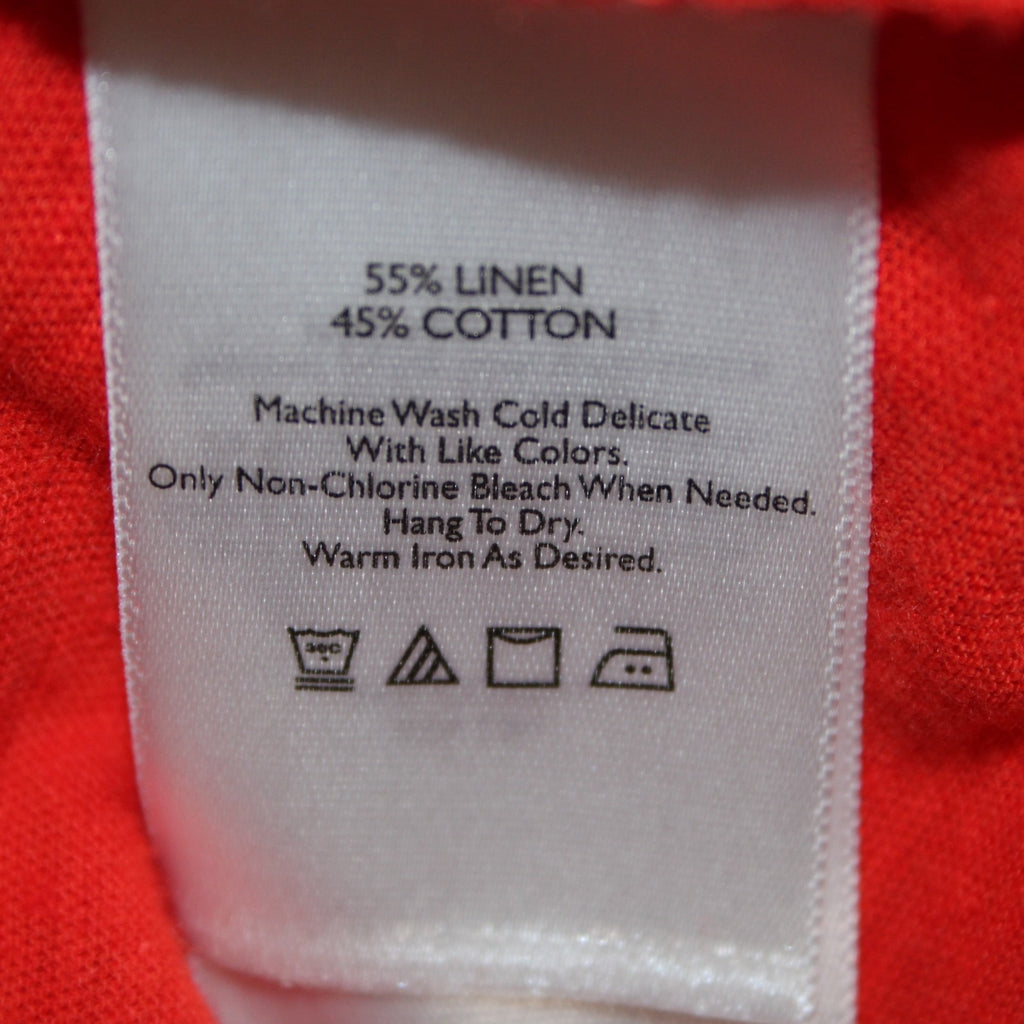 55% LINEN
45% COTTON
Machine Wash Cold Delicate
With Like Colors.
Only Non-Chlorine Bleach When Needed.
Hang To Dry.
Warm Iron As Desired.
30C